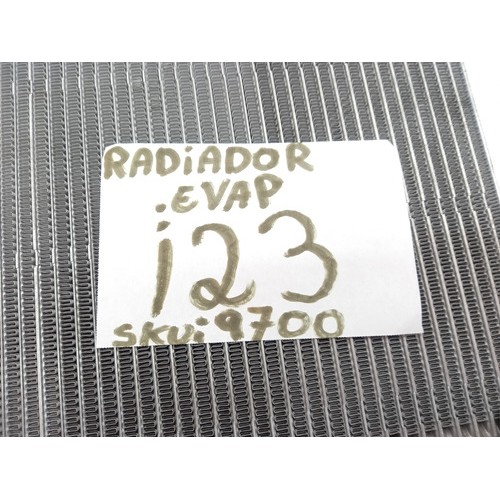 RADiADOR
.EVAP
i23
SKU:9700